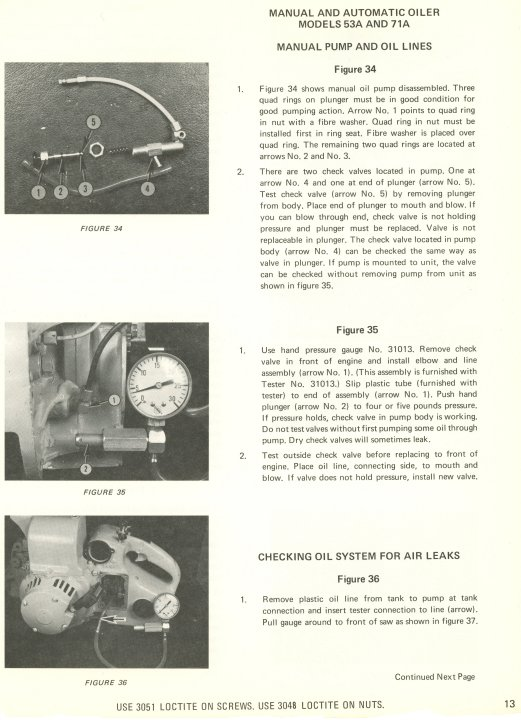 MANUAL AND AUTOMATIC OILER
MODELS 53A AND 71A
MANUAL PUMP AND OIL LINES
Figure 34
1. Figure 34 shows manual oil pump disassembled. Three
quad rings on plunger must be in good condition for
good pumping action. Arrow No. 1 points to quad ring
in nut with a fibre washer. Quad ring in nut must be
installed first in ring seat. Fibre washer is placed over
quad ring. The remaining two quad rings are located at
arrows No. 2 and No. 3.
2. There are two check valves located in pump. One at
arrow No. 4 and one at end of plunger (arrow No. 5).
Test check valve (arrow No. 5) by removing plunger
from body. Place end of plunger to mouth and blow. If
you can blow through end, check valve is not holding
pressure and plunger must be replaced. Valve is not
replaceable in plunger. The check valve located in pump
body (arrow No. 4) can be checked the same way as
valve in plunger. If pump is mounted to unit, the valve
can be checked without removing pump from unit as
shown in figure 35.
5
1 2 3 4
FIGURE 34
Figure 35
1. Use hand pressure gauge No. 31013. Remove check
valve in front of engine and install elbow and line
assembly (arrow No. 1). (This assembly is furnished with
Tester No. 31013.) Slip plastic tube (furnished with
tester) to end of assembly (arrow No. 1). Push hand
plunger (arrow No. 2) to four or five pounds pressure.
If pressure holds, check valve in pump body is working.
Do not test valves without first pumping some oil through
pump. Dry check valves will sometimes leak.
2. Test outside check valve before replacing to front of
engine. Place oil line, connecting side, to mouth and
blow. If valve does not hold pressure, install new valve.
15
10
5
0
30
1
2
FIGURE 35
CHECKING OIL SYSTEM FOR AIR LEAKS
Figure 36
1. Remove plastic oil line from tank to pump at tank
connection and insert tester connection to line (arrow).
Pull gauge around to front of saw as shown in figure 37.
FIGURE 36
Continued Next Page
USE 3051 LOCTITE ON SCREWS. USE 3048 LOCTITE ON NUTS.
13